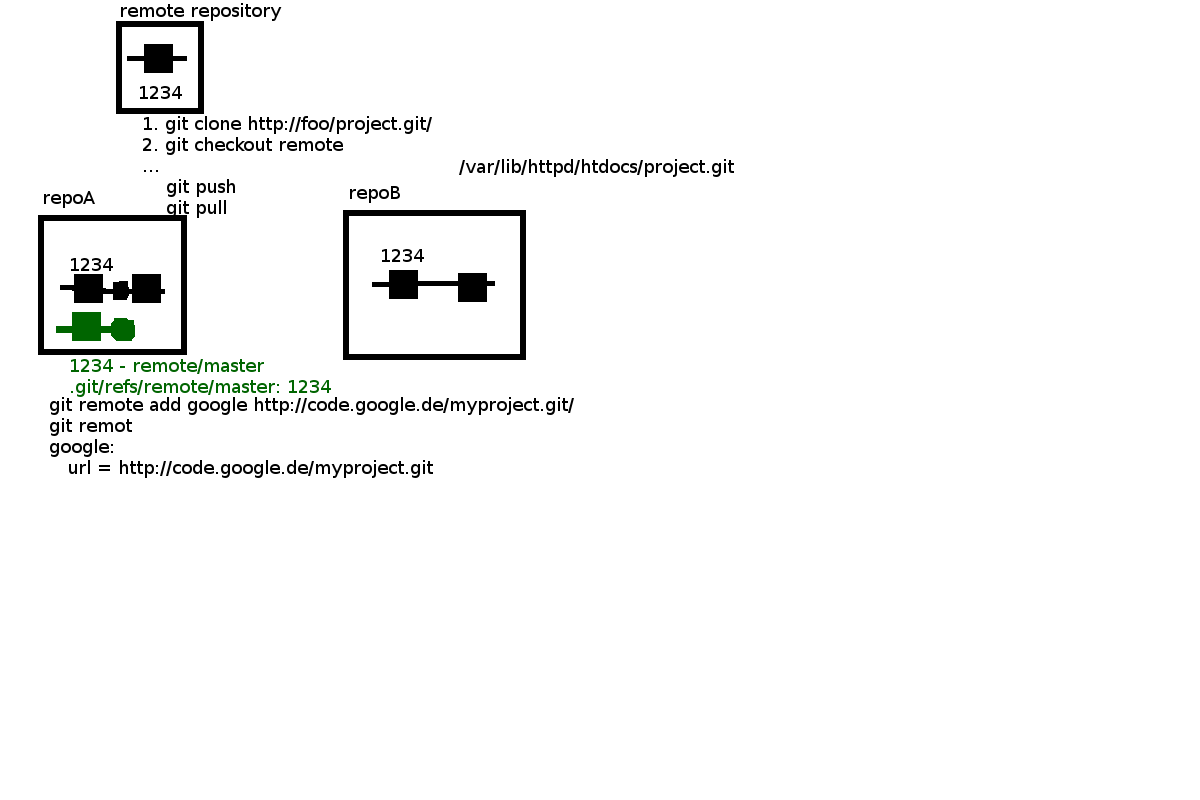 remote repository
1234
1. git clone http://foo/project.git/
2. git checkout remote
...
/var/lib/httpd/htdocs/project.git
git push
git pull
repoA
repoB
1234
1234
1234 - remote/master
.git/refs/remote/master: 1234
git remote add google http://code.google.de/myproject.git/
git remot
google:
url = http://code.google.de/myproject.git